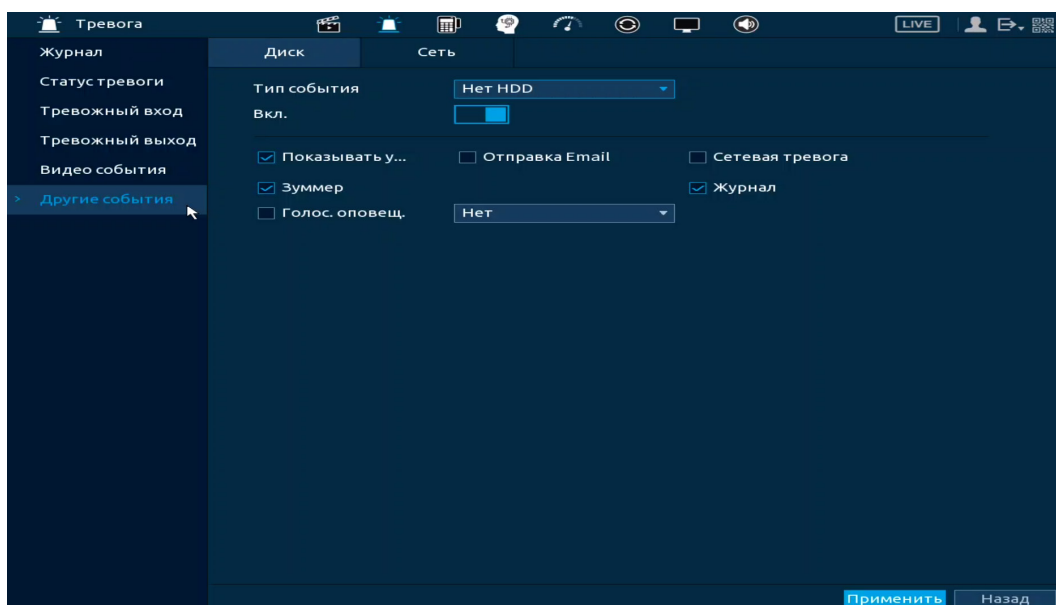 Тревога LIVE
Журнал Диск Сеть
Статус тревоги
Тип события Нет HDD
Тревожный вход
Вкл.
Тревожный выход
Показывать у... Отправка Email Сетевая тревога
Видео события
Зуммер Журнал
Другие события
Голос. оповещ. Нет
Применить Назад